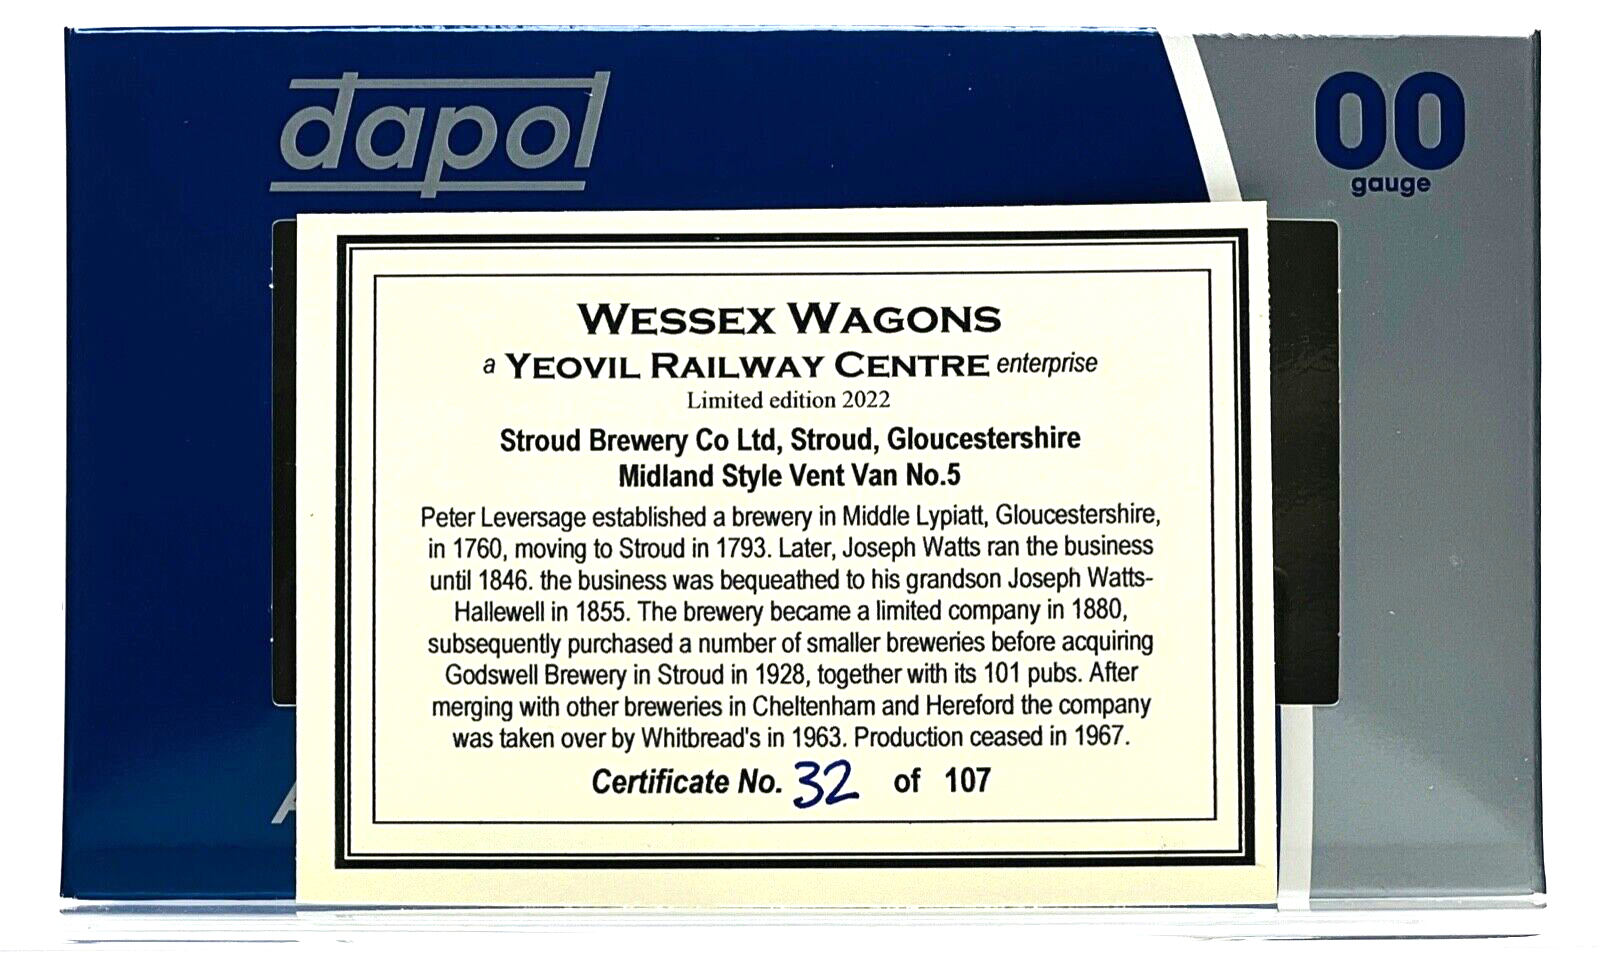 dapol
00
gauge
WESSEX WAGONS
a YEOVIL RAILWAY CENTRE enterprise
Limited edition 2022
Stroud Brewery Co Ltd, Stroud, Gloucestershire
Midland Style Vent Van No.5
Peter Leversage established a brewery in Middle Lypiatt, Gloucestershire,
in 1760, moving to Stroud in 1793. Later, Joseph Watts ran the business
until 1846. the business was bequeathed to his grandson Joseph Watts-
Hallewell in 1855. The brewery became a limited company in 1880,
subsequently purchased a number of smaller breweries before acquiring
Godswell Brewery in Stroud in 1928, together with its 101 pubs. After
merging with other breweries in Cheltenham and Hereford the company
was taken over by Whitbread's in 1963. Production ceased in 1967.
Certificate No. 32 of 107